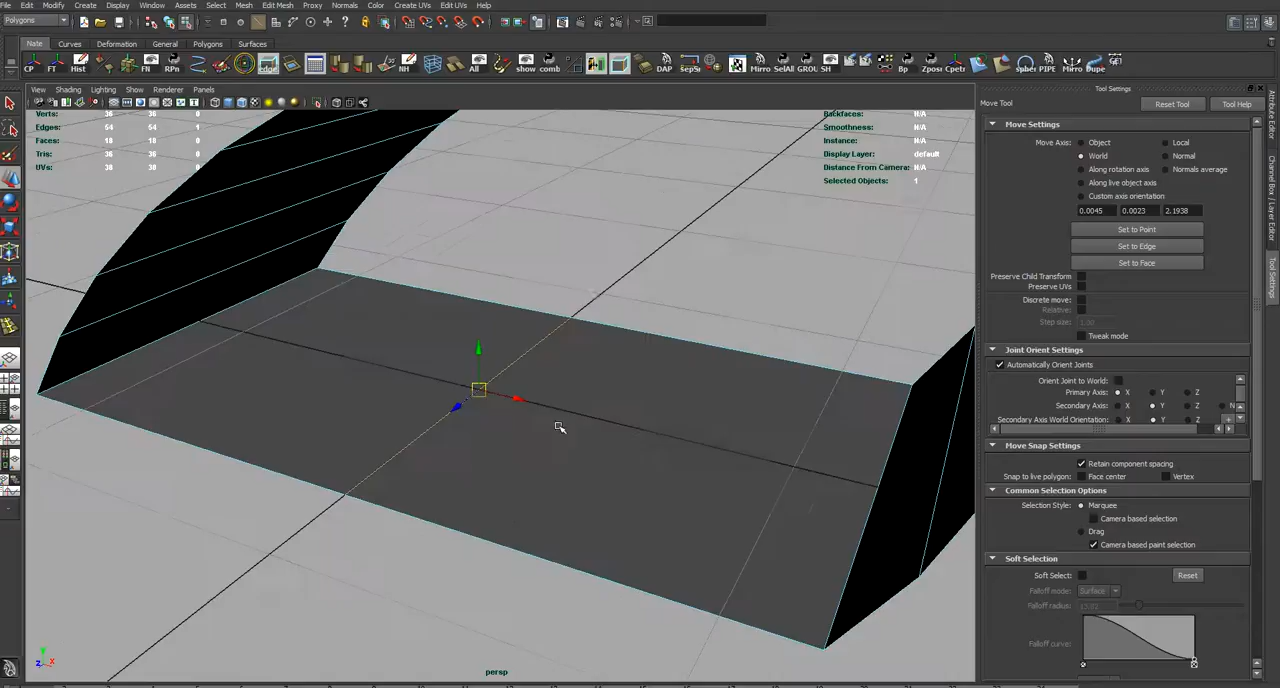 File Edit Modify Create Display Window Assets Select Mesh Edit Mesh Proxy Normals Color Create UVs Edit UVs Help
Polygons
Nate Curves Deformation General Polygons Surfaces
CP FT Hist FN RPn NH All show comb DAP sepS Mirro SelAll GROU SH Bp Zpos Cpetr PIPE Mirro Dupe
View Shading Lighting Show Renderer Panels
Verts: 36 36 0
Edges: 54 54 1
Faces: 18 18 0
Tris: 36 36 0
UVs: 38 38 0
Backfaces: N/A
Smoothness: N/A
Instance: N/A
Display Layer: default
Distance From Camera: N/A
Selected Objects: 1
persp
Tool Settings
Move Tool Reset Tool Tool Help
Move Settings
Move Axis: Object Local
World Normal
Along rotation axis Normals average
Along live object axis
Custom axis orientation
0.0045 0.0023 2.1938
Set to Point
Set to Edge
Set to Face
Preserve Child Transform
Preserve UVs
Discrete move:
Relative:
Step size: 1.00
Tweak mode
Joint Orient Settings
Automatically Orient Joints
Orient Joint to World:
Primary Axis: X Y Z
Secondary Axis: X Y Z N
Secondary Axis World Orientation: X Y Z
Move Snap Settings
Retain component spacing
Snap to live polygon: Face center Vertex
Common Selection Options
Selection Style: Marquee
Camera based selection
Drag
Camera based paint selection
Soft Selection
Soft Select: Reset
Falloff mode: Surface
Falloff radius:
Falloff curve:
Attribute Editor
Channel Box / Layer Editor
Tool Settings